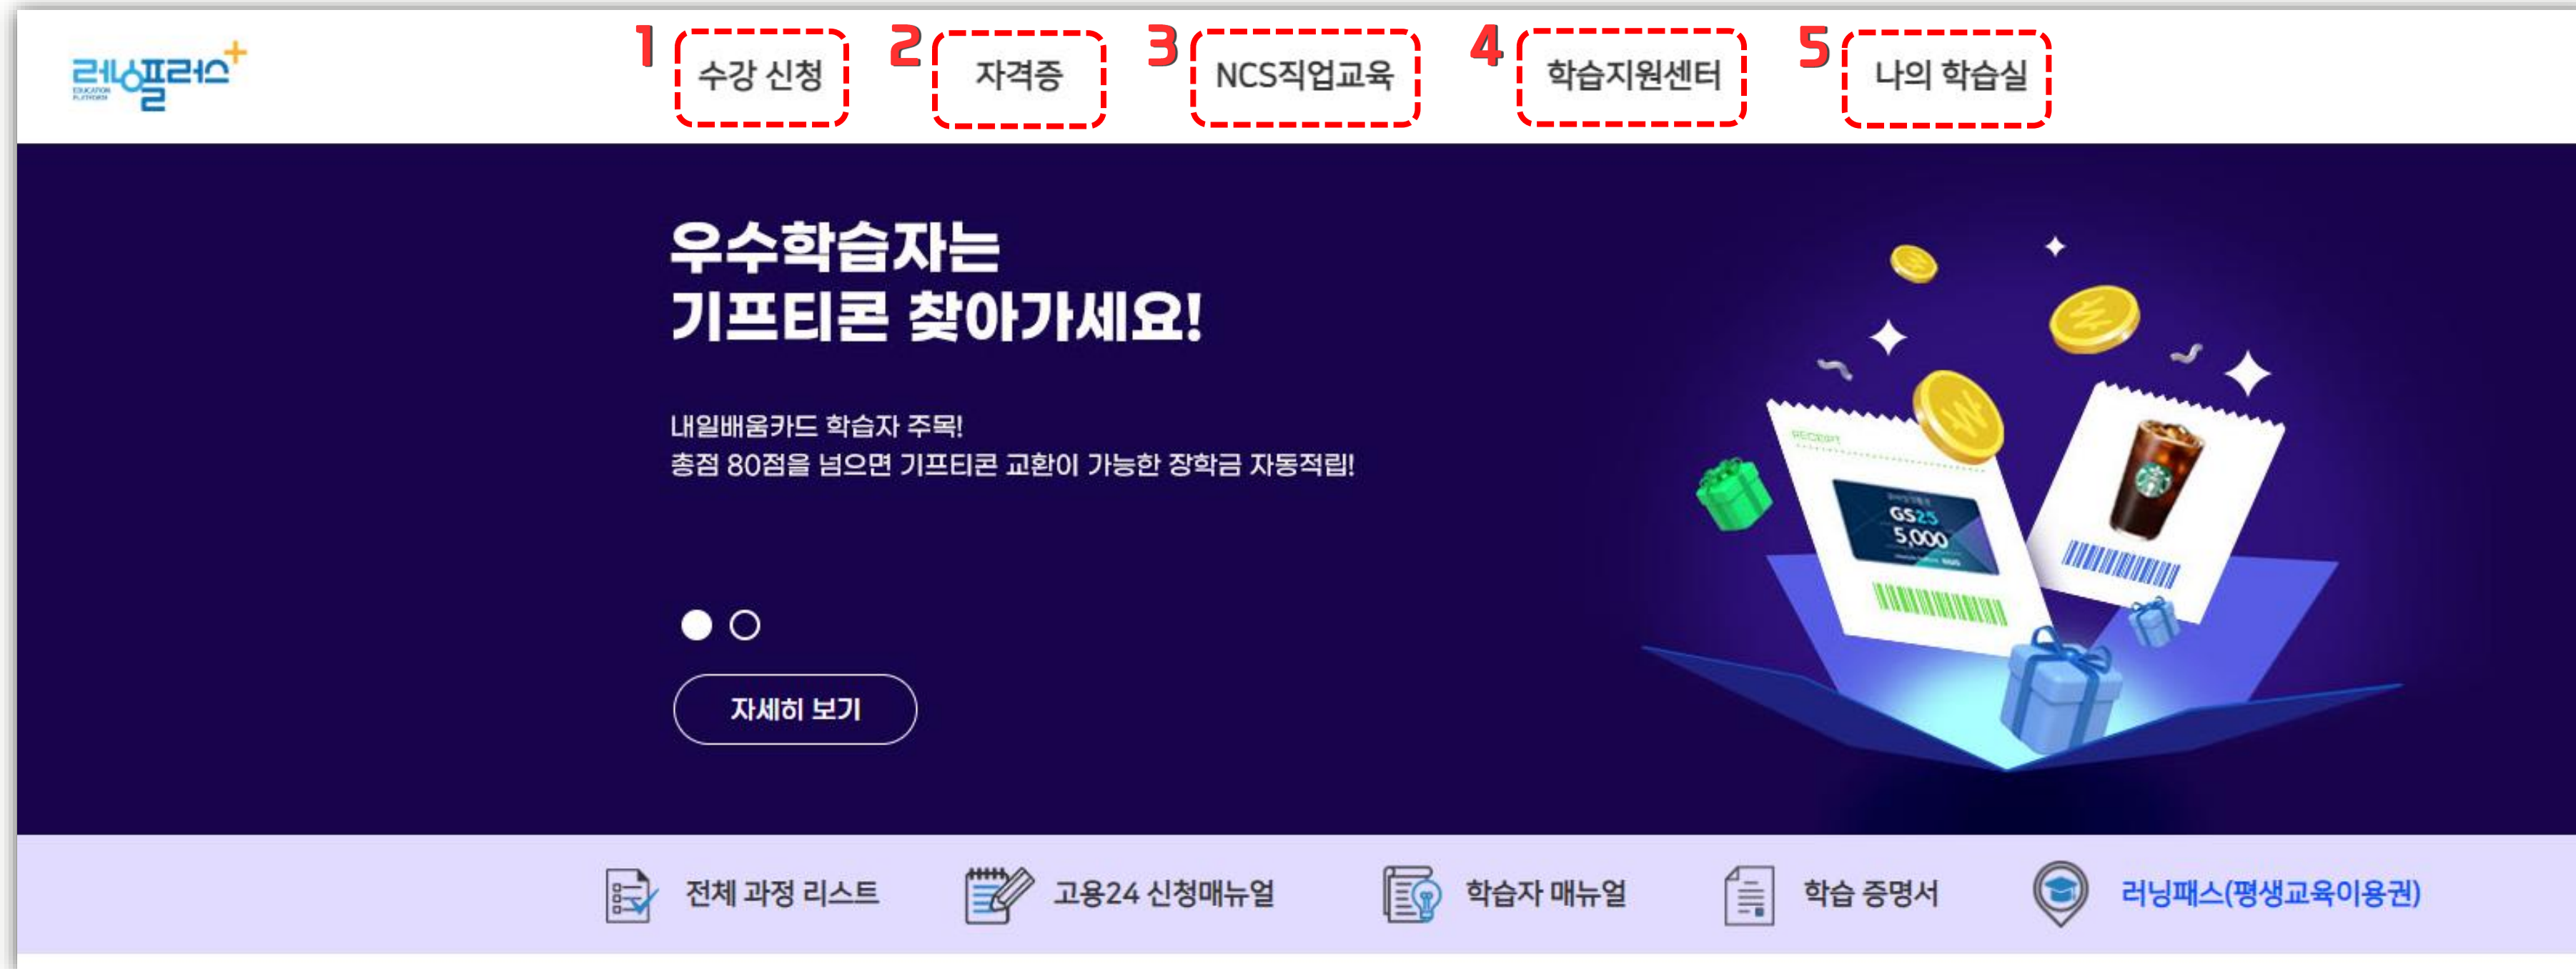 러닝플러스+
EDUCATION
PLATFORM
1 수강 신청
2 자격증
3 NCS직업교육
4 학습지원센터
5 나의 학습실
우수학습자는
기프티콘 찾아가세요!
내일배움카드 학습자 주목!
총점 80점을 넘으면 기프티콘 교환이 가능한 장학금 자동적립!
자세히 보기
RECEIPT
GS25
5,000
전체 과정 리스트
고용24 신청매뉴얼
학습자 매뉴얼
학습 증명서
러닝패스(평생교육이용권)